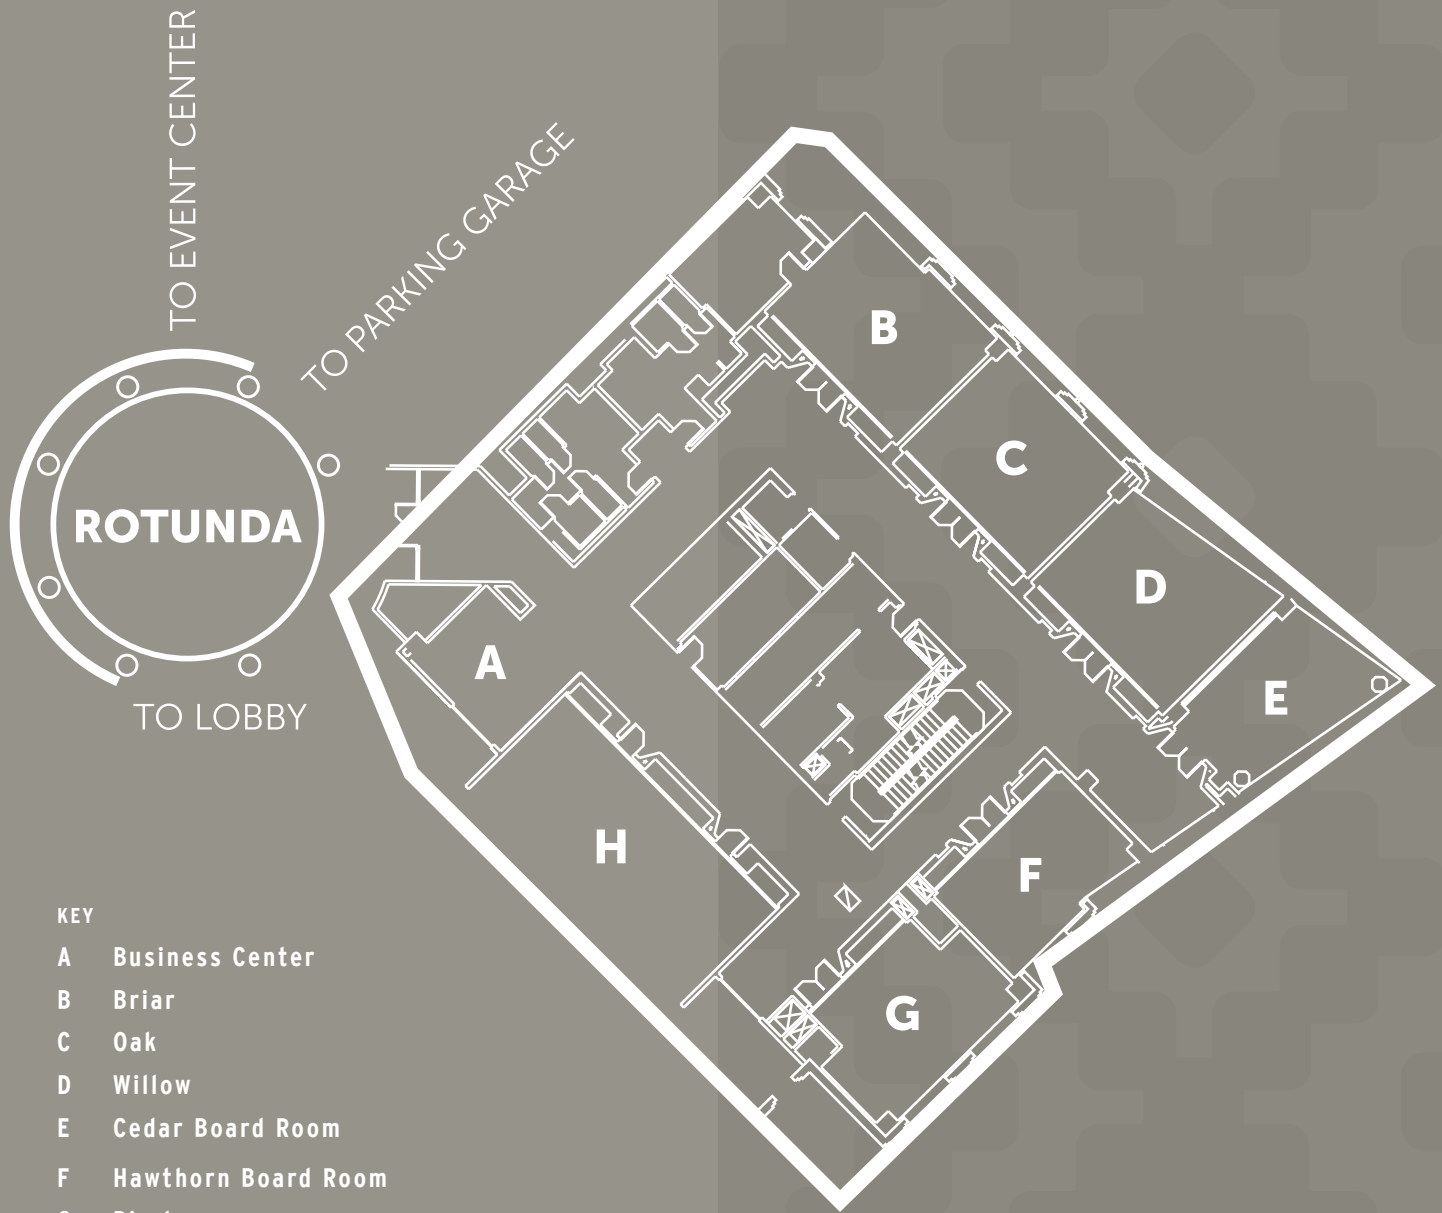 TO EVENT CENTER
TO PARKING GARAGE
ROTUNDA
TO LOBBY
B
C
D
E
A
H
F
G
KEY
A Business Center
B Briar
C Oak
D Willow
E Cedar Board Room
F Hawthorn Board Room